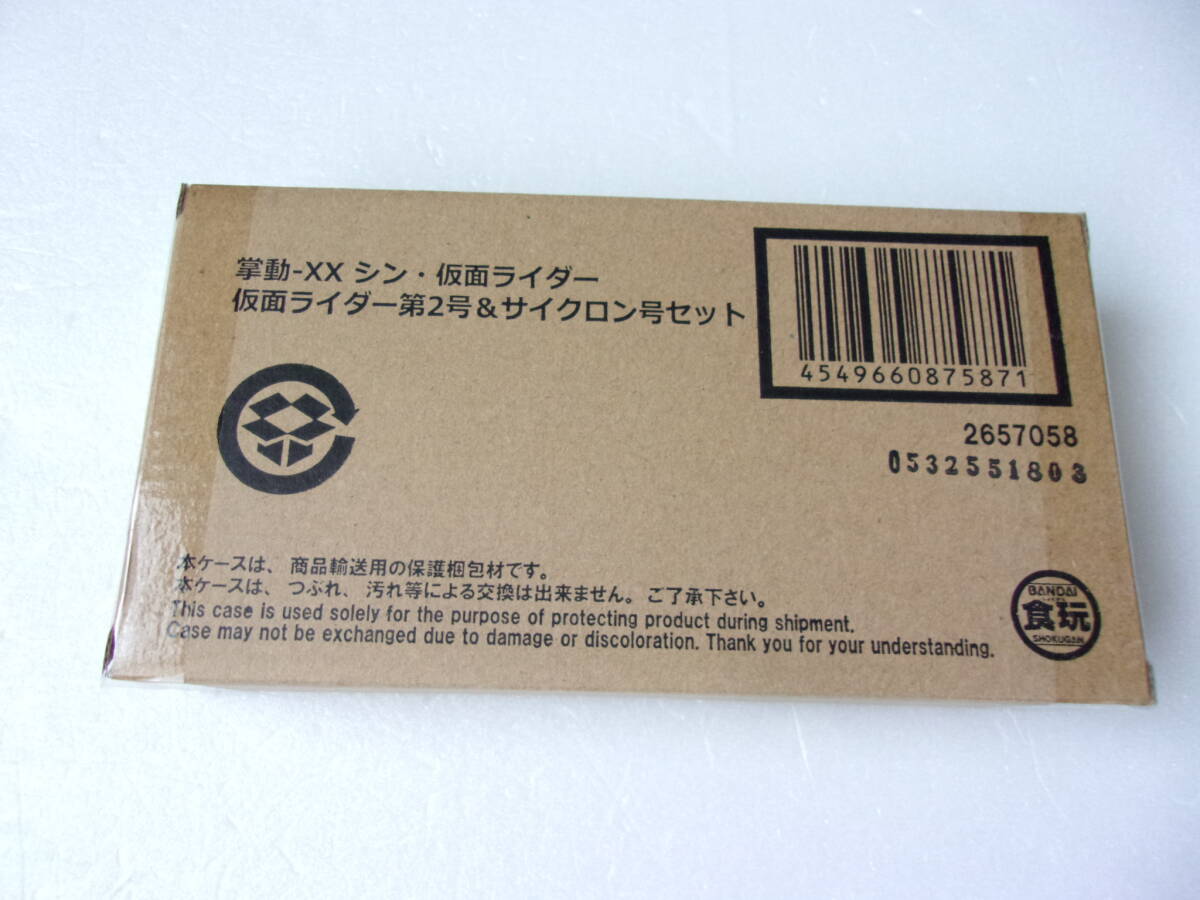 掌動-XX シン・仮面ライダー
仮面ライダー第2号&サイクロン号セット
4549660875871
2657058
0532551803
本ケースは、商品輸送用の保護梱包材です。
本ケースは、つぶれ、汚れ等による交換は出来ません。ご了承下さい。
This case is used solely for the purpose of protecting product during shipment.
Case may not be exchanged due to damage or discoloration. Thank you for your understanding.
BANDAI
食玩
SHOKUGAN